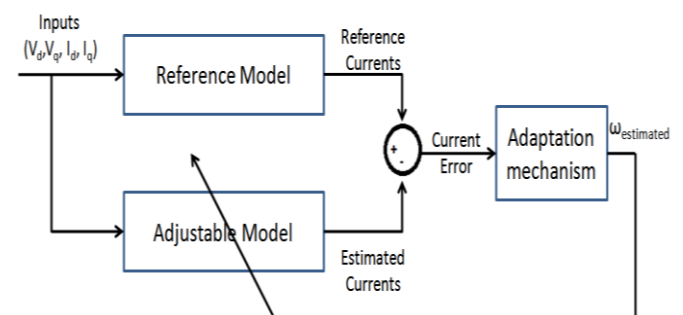 Inputs
(Vd,Vq, Id, Iq)
Reference Model
Reference
Currents
+
-
Current
Error
Adaptation
mechanism
ωestimated
Adjustable Model
Estimated
Currents